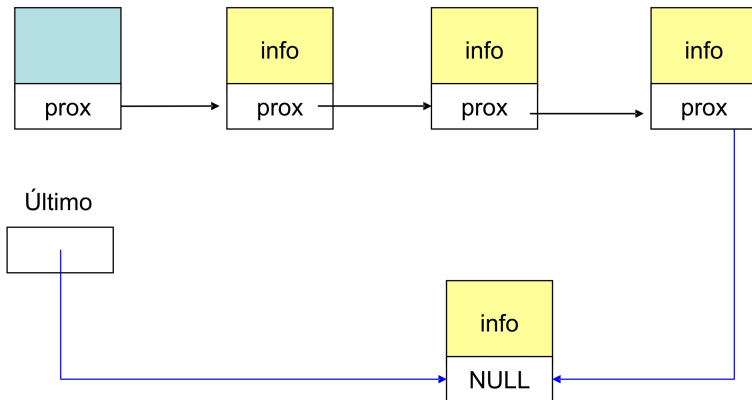 info info info
prox prox prox prox
Último
info
NULL